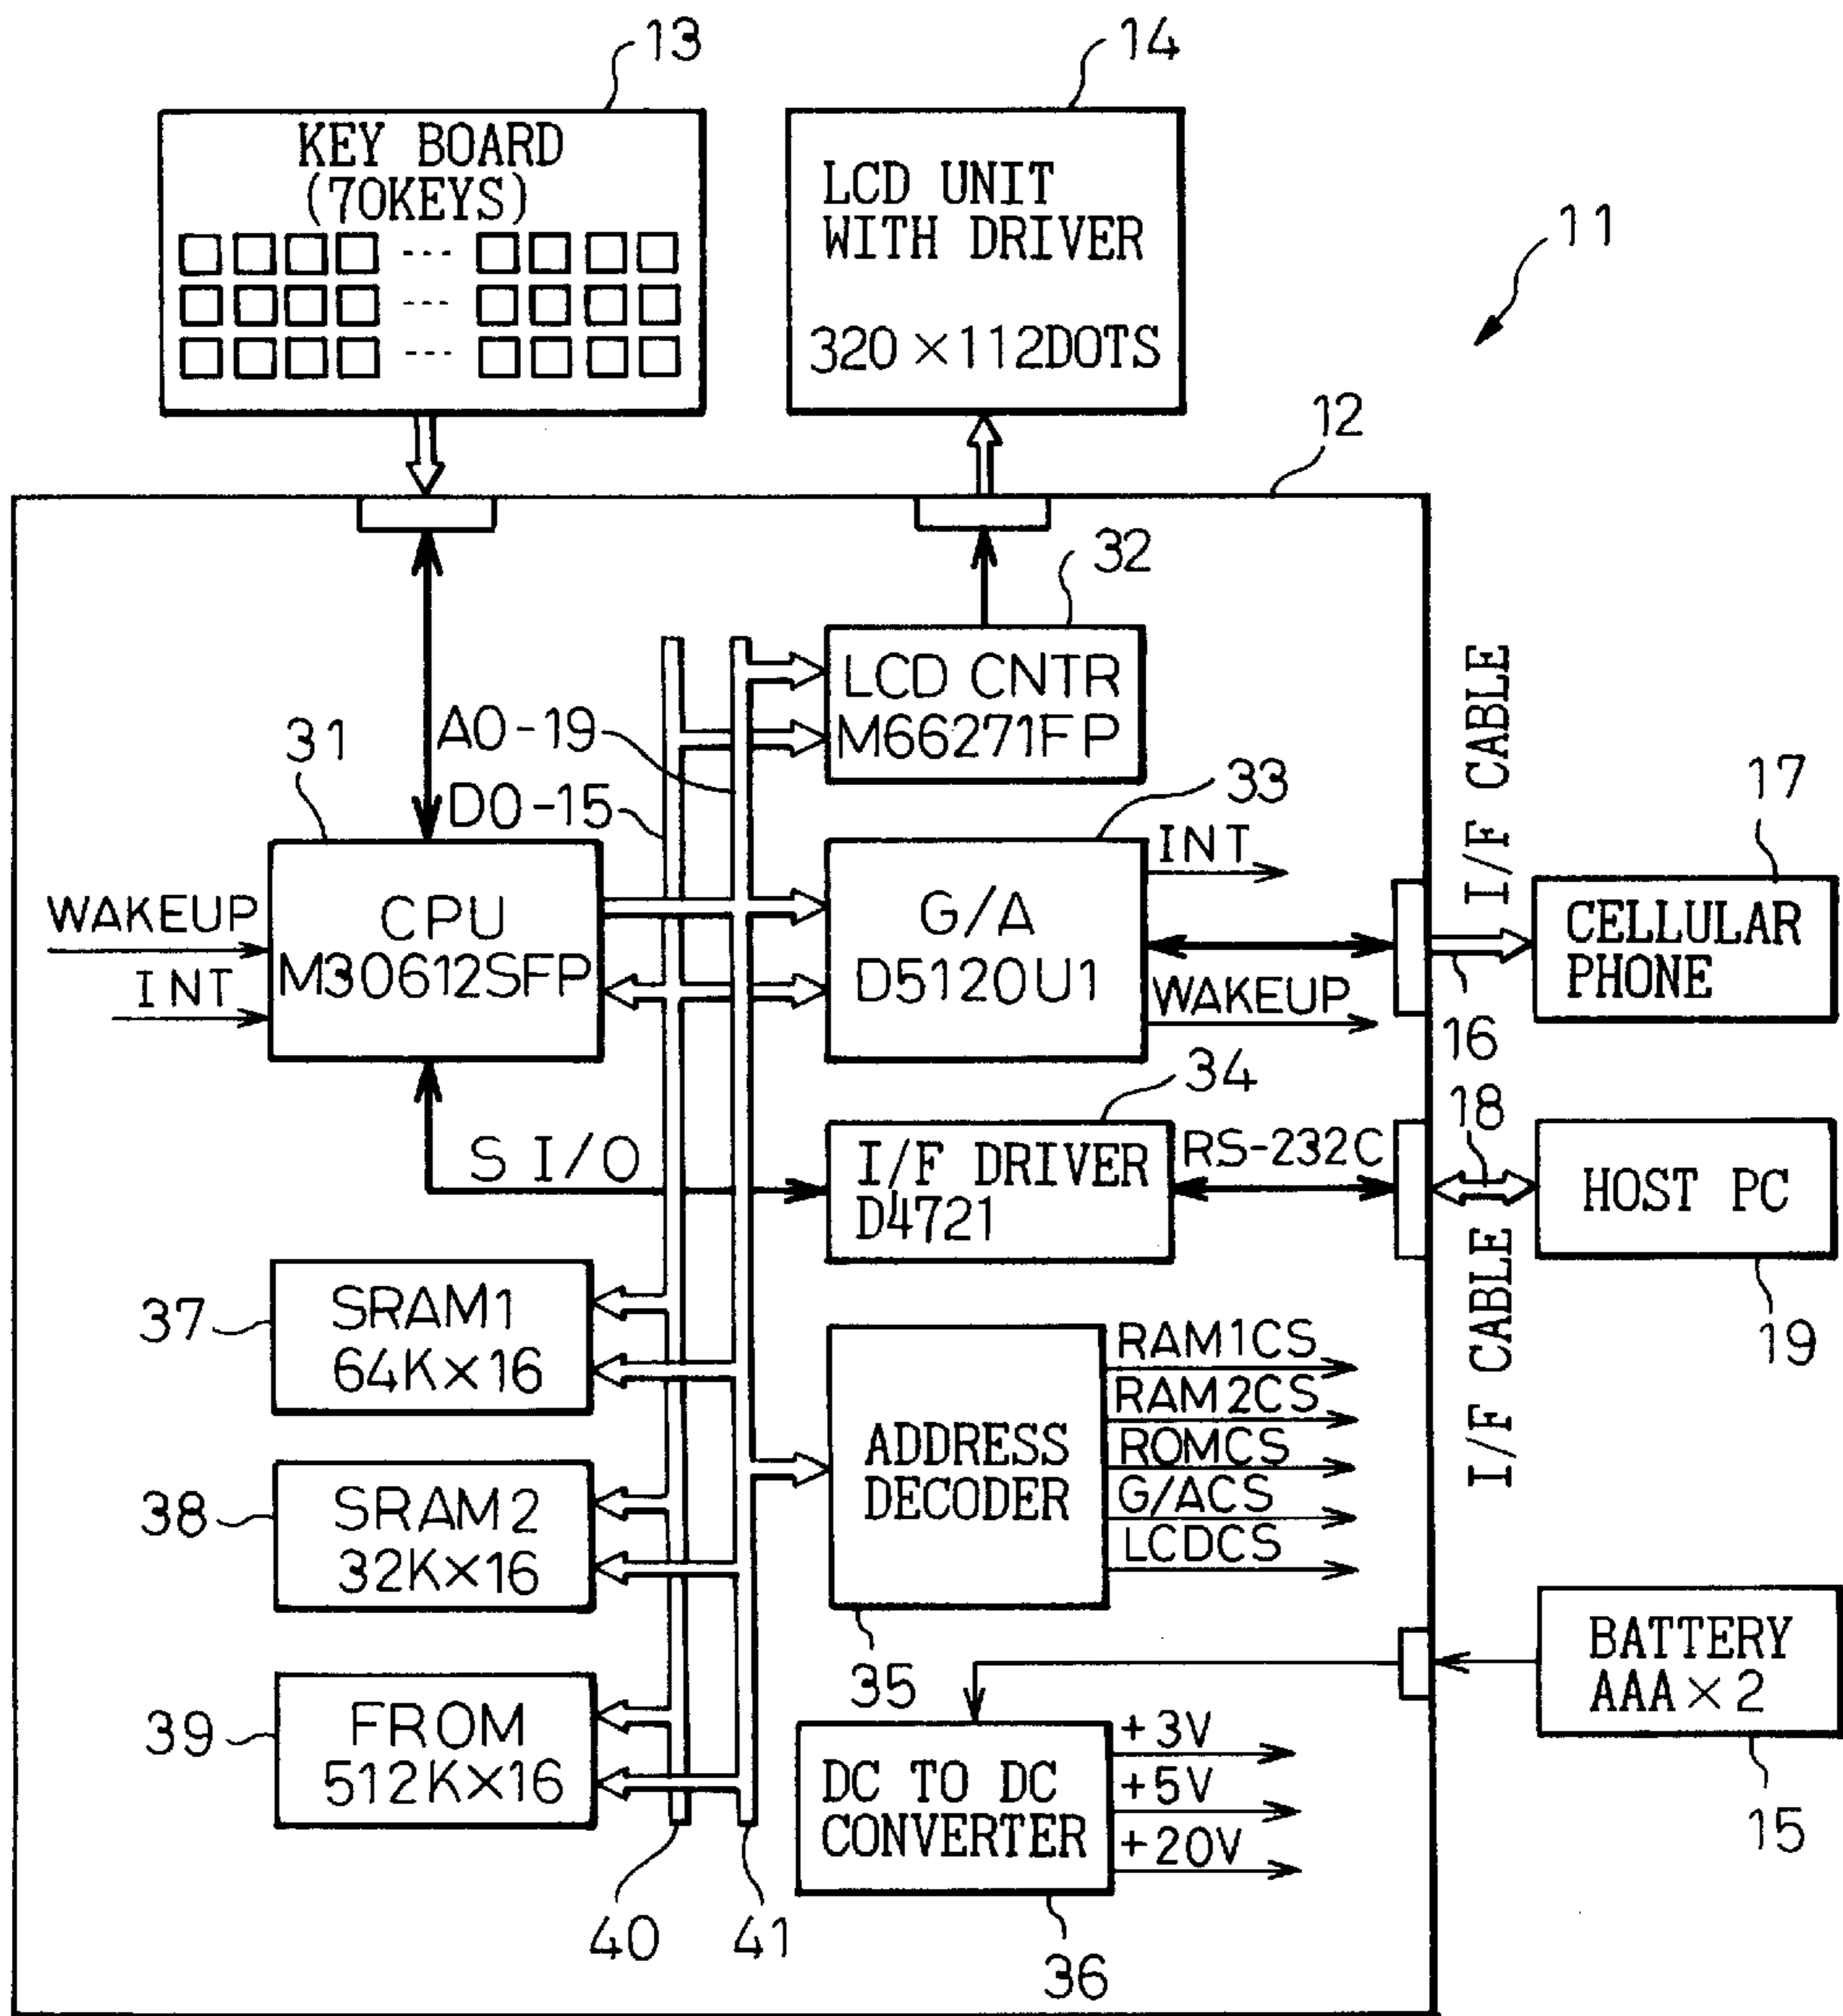 13
14
KEY BOARD
(70KEYS)
LCD UNIT
WITH DRIVER
320×112DOTS
11
12
32
LCD CNTR
M66271FP
A0-19
D0-15
31
33
I/F CABLE
17
CPU
M30612SFP
WAKEUP
INT
G/A
D5120U1
INT
WAKEUP
CELLULAR
PHONE
16
34
S I/O
I/F DRIVER
D4721
RS-232C
18
HOST PC
I/F CABLE
19
37
SRAM1
64K×16
ADDRESS
DECODER
RAM1CS
RAM2CS
ROMCS
G/ACS
LCDCS
38
SRAM2
32K×16
35
BATTERY
AAA×2
15
39
FROM
512K×16
DC TO DC
CONVERTER
+3V
+5V
+20V
40
41
36